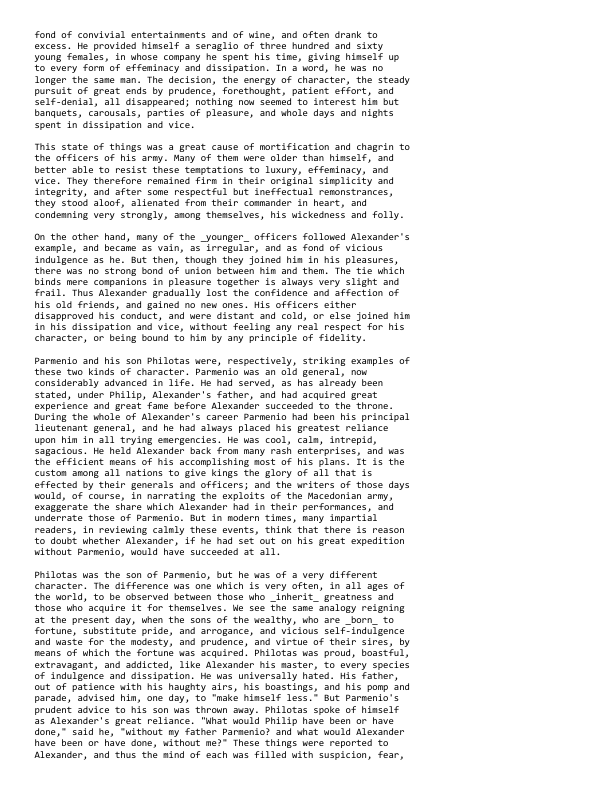 fond of convivial entertainments and of wine, and often drank to
excess. He provided himself a seraglio of three hundred and sixty
young females, in whose company he spent his time, giving himself up
to every form of effeminacy and dissipation. In a word, he was no
longer the same man. The decision, the energy of character, the steady
pursuit of great ends by prudence, forethought, patient effort, and
self-denial, all disappeared; nothing now seemed to interest him but
banquets, carousals, parties of pleasure, and whole days and nights
spent in dissipation and vice.

This state of things was a great cause of mortification and chagrin to
the officers of his army. Many of them were older than himself, and
better able to resist these temptations to luxury, effeminacy, and
vice. They therefore remained firm in their original simplicity and
integrity, and after some respectful but ineffectual remonstrances,
they stood aloof, alienated from their commander in heart, and
condemning very strongly, among themselves, his wickedness and folly.

On the other hand, many of the _younger_ officers followed Alexander's
example, and became as vain, as irregular, and as fond of vicious
indulgence as he. But then, though they joined him in his pleasures,
there was no strong bond of union between him and them. The tie which
binds mere companions in pleasure together is always very slight and
frail. Thus Alexander gradually lost the confidence and affection of
his old friends, and gained no new ones. His officers either
disapproved his conduct, and were distant and cold, or else joined him
in his dissipation and vice, without feeling any real respect for his
character, or being bound to him by any principle of fidelity.

Parmenio and his son Philotas were, respectively, striking examples of
these two kinds of character. Parmenio was an old general, now
considerably advanced in life. He had served, as has already been
stated, under Philip, Alexander's father, and had acquired great
experience and great fame before Alexander succeeded to the throne.
During the whole of Alexander's career Parmenio had been his principal
lieutenant general, and he had always placed his greatest reliance
upon him in all trying emergencies. He was cool, calm, intrepid,
sagacious. He held Alexander back from many rash enterprises, and was
the efficient means of his accomplishing most of his plans. It is the
custom among all nations to give kings the glory of all that is
effected by their generals and officers; and the writers of those days
would, of course, in narrating the exploits of the Macedonian army,
exaggerate the share which Alexander had in their performances, and
underrate those of Parmenio. But in modern times, many impartial
readers, in reviewing calmly these events, think that there is reason
to doubt whether Alexander, if he had set out on his great expedition
without Parmenio, would have succeeded at all.

Philotas was the son of Parmenio, but he was of a very different
character. The difference was one which is very often, in all ages of
the world, to be observed between those who _inherit_ greatness and
those who acquire it for themselves. We see the same analogy reigning
at the present day, when the sons of the wealthy, who are _born_ to
fortune, substitute pride, and arrogance, and vicious self-indulgence
and waste for the modesty, and prudence, and virtue of their sires, by
means of which the fortune was acquired. Philotas was proud, boastful,
extravagant, and addicted, like Alexander his master, to every species
of indulgence and dissipation. He was universally hated. His father,
out of patience with his haughty airs, his boastings, and his pomp and
parade, advised him, one day, to "make himself less." But Parmenio's
prudent advice to his son was thrown away. Philotas spoke of himself
as Alexander's great reliance. "What would Philip have been or have
done," said he, "without my father Parmenio? and what would Alexander
have been or have done, without me?" These things were reported to
Alexander, and thus the mind of each was filled with suspicion, fear,